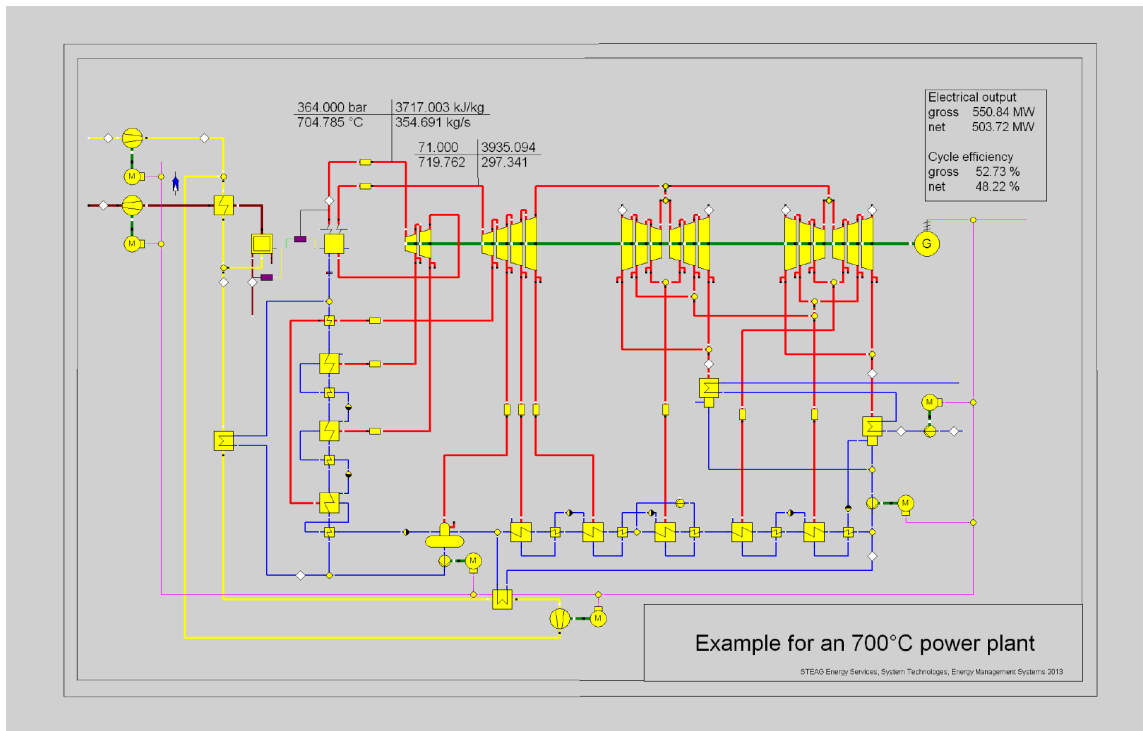 364.000 bar 3717.003 kJ/kg
704.785 °C 354.691 kg/s
71.000 3935.094
719.762 297.341
Electrical output
gross 550.84 MW
net 503.72 MW
Cycle efficiency
gross 52.73 %
net 48.22 %
M
M
G
M
M
M
M
Example for an 700°C power plant
STEAG Energy Services, System Technologes, Energy Management Systems 2013